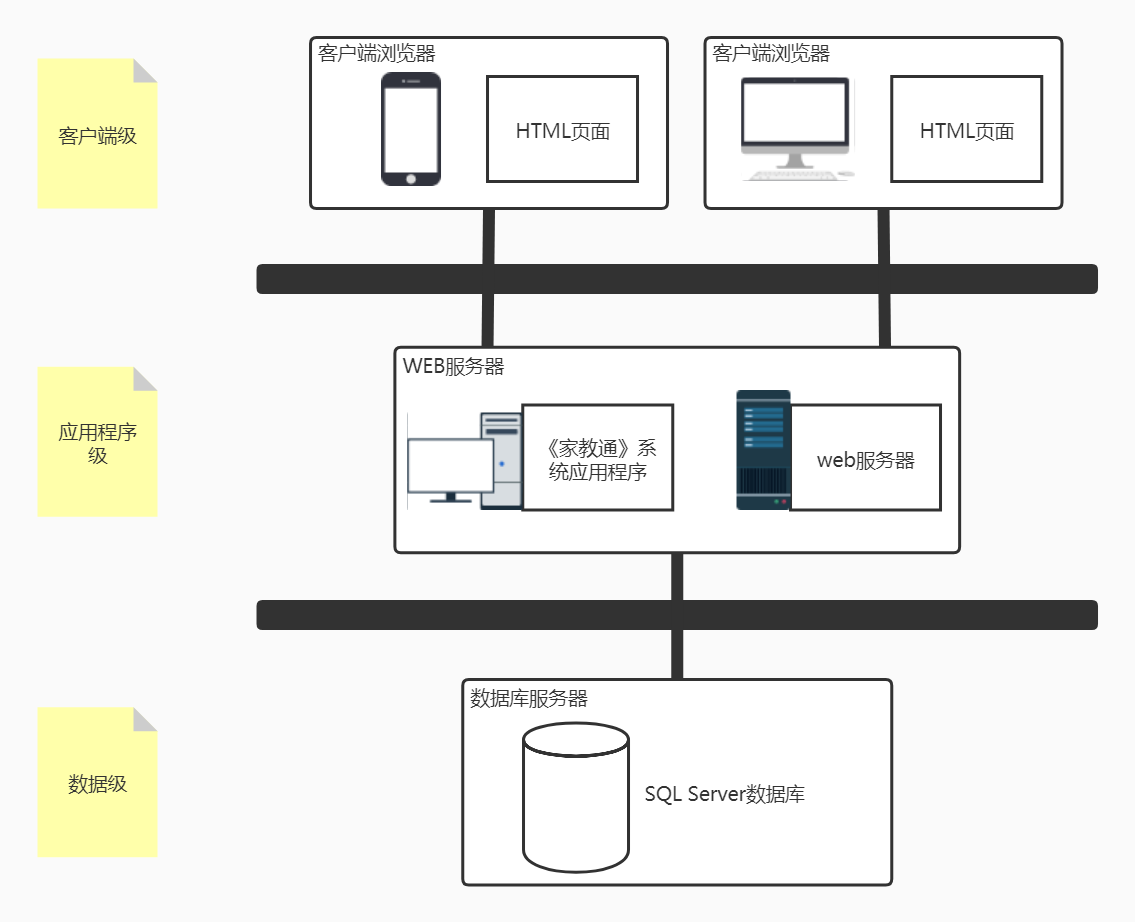 客户端浏览器
客户端浏览器
客户端级
HTML页面
HTML页面
WEB服务器
应用程序
级
《家教通》系
统应用程序
web服务器
数据库服务器
数据级
SQL Server数据库